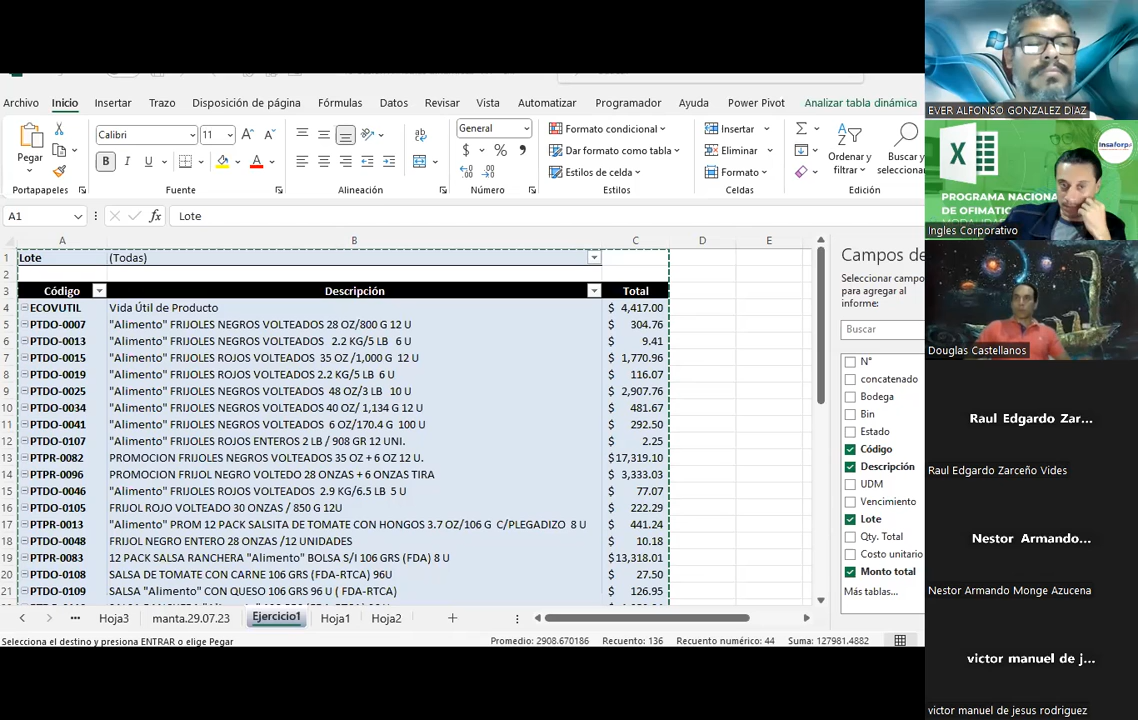 Archivo Inicio Insertar Trazo Disposición de página Fórmulas Datos Revisar Vista Automatizar Programador Ayuda Power Pivot Analizar tabla dinámica
Pegar
Calibri 11
N K S
General
$ %
Formato condicional
Dar formato como tabla
Estilos de celda
Insertar
Eliminar
Formato
Ordenar y filtrar
Buscar y
selecciona
Portapapeles Fuente Alineación Número Estilos Celdas Edición
A1 fx Lote
A B C D E
1 Lote (Todas)
2
3 Código Descripción Total
4 ECOVUTIL Vida Útil de Producto $ 4,417.00
5 PTDO-0007 "Alimento" FRIJOLES NEGROS VOLTEADOS 28 OZ/800 G 12 U $ 304.76
6 PTDO-0013 "Alimento" FRIJOLES NEGROS VOLTEADOS 2.2 KG/5 LB 6 U $ 9.41
7 PTDO-0015 "Alimento" FRIJOLES ROJOS VOLTEADOS 35 OZ /1,000 G 12 U $ 1,770.96
8 PTDO-0019 "Alimento" FRIJOLES ROJOS VOLTEADOS 2.2 KG/5 LB 6 U $ 116.07
9 PTDO-0025 "Alimento" FRIJOLES NEGROS VOLTEADOS 48 OZ/3 LB 10 U $ 2,907.76
10 PTDO-0034 "Alimento" FRIJOLES NEGROS VOLTEADOS 40 OZ/ 1,134 G 12 U $ 481.67
11 PTDO-0041 "Alimento" FRIJOLES NEGROS VOLTEADOS 6 OZ/170.4 G 100 U $ 292.50
12 PTDO-0107 "Alimento" FRIJOLES ROJOS ENTEROS 2 LB / 908 GR 12 UNI. $ 2.25
13 PTPR-0082 PROMOCION FRIJOLES NEGROS VOLTEADOS 35 OZ + 6 OZ 12 U. $17,319.10
14 PTPR-0096 PROMOCION FRIJOL NEGRO VOLTEDO 28 ONZAS + 6 ONZAS TIRA $ 3,333.03
15 PTDO-0046 "Alimento" FRIJOLES ROJOS VOLTEADOS 2.9 KG/6.5 LB 5 U $ 77.07
16 PTDO-0105 FRIJOL ROJO VOLTEADO 30 ONZAS / 850 G 12U $ 222.29
17 PTPR-0013 "Alimento" PROM 12 PACK SALSITA DE TOMATE CON HONGOS 3.7 OZ/106 G C/PLEGADIZO 8 U $ 441.24
18 PTDO-0048 FRIJOL NEGRO ENTERO 28 ONZAS /12 UNIDADES $ 10.18
19 PTPR-0083 12 PACK SALSA RANCHERA "Alimento" BOLSA S/I 106 GRS (FDA) 8 U $13,318.01
20 PTDO-0108 SALSA DE TOMATE CON CARNE 106 GRS (FDA-RTCA) 96U $ 27.50
21 PTDO-0109 SALSA "Alimento" CON QUESO 106 GRS 96 U ( FDA-RTCA) $ 126.95
Campos de
Seleccionar campo
para agregar al
informe:
Buscar
N°
concatenado
Bodega
Bin
Estado
Código
Descripción
UDM
Vencimiento
Lote
Qty. Total
Costo unitario
Monto total
Más tablas...
... Hoja3 manta.29.07.23 Ejercicio1 Hoja1 Hoja2 +
Selecciona el destino y presiona ENTRAR o elige Pegar Promedio: 2908.670186 Recuento: 136 Recuento numérico: 44 Suma: 127981.4882
EVER ALFONSO GONZALEZ DIAZ
X
insaforp
PROGRAMA NACIONA
DE OFIMATIC
Ingles Corporativo
Douglas Castellanos
Raul Edgardo Zar...
Raul Edgardo Zarceño Vides
Nestor Armando...
Nestor Armando Monge Azucena
victor manuel de j...
victor manuel de jesus rodriguez